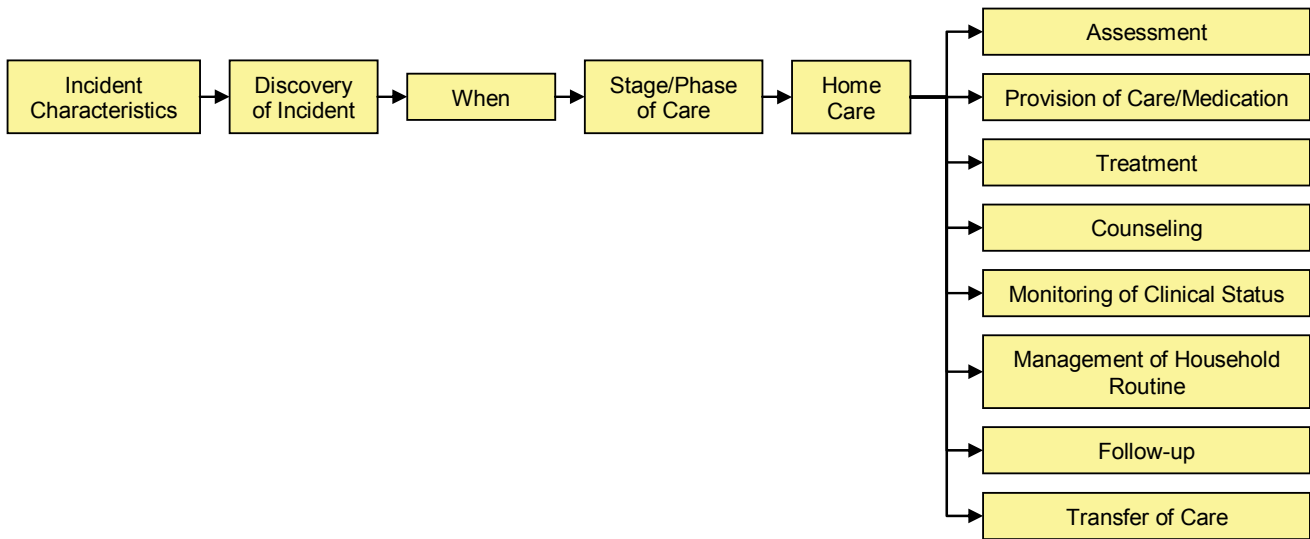 Incident
Characteristics
Discovery
of Incident
When
Stage/Phase
of Care
Home
Care
Assessment
Provision of Care/Medication
Treatment
Counseling
Monitoring of Clinical Status
Management of Household
Routine
Follow-up
Transfer of Care